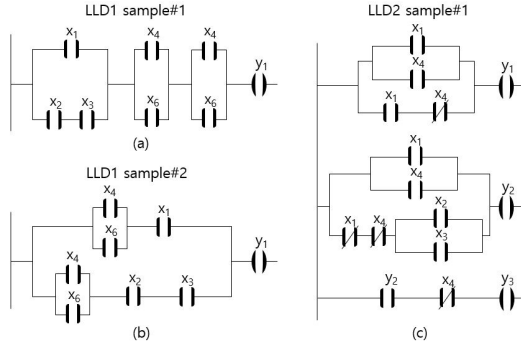 LLD1 sample#1
x₁
x₄
x₄
x₂ x₃
x₆
x₆
y₁
(a)
LLD1 sample#2
x₄
x₁
x₆
x₄
x₆
x₂
x₃
y₁
(b)
LLD2 sample#1
x₁
x₄
x₁
x₄
y₁
x₁
x₄
x₁ x₄
x₂
x₃
y₂
y₂
x₄
y₃
(c)